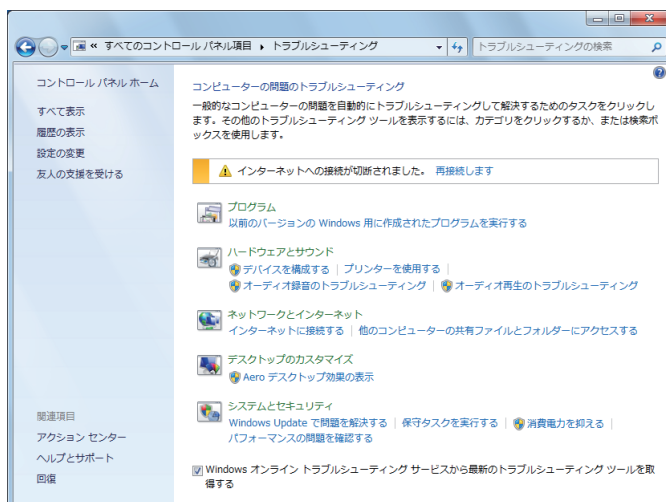 « すべてのコントロール パネル項目 ▸ トラブルシューティング
トラブルシューティングの検索
コントロール パネル ホーム
すべて表示
履歴の表示
設定の変更
友人の支援を受ける
関連項目
アクション センター
ヘルプとサポート
回復
コンピューターの問題のトラブルシューティング
一般的なコンピューターの問題を自動的にトラブルシューティングして解決するためのタスクをクリックし
ます。その他のトラブルシューティング ツールを表示するには、カテゴリをクリックするか、または検索ボ
ックスを使用します。
インターネットへの接続が切断されました。 再接続します
プログラム
以前のバージョンの Windows 用に作成されたプログラムを実行する
ハードウェアとサウンド
デバイスを構成する | プリンターを使用する |
オーディオ録音のトラブルシューティング | オーディオ再生のトラブルシューティング
ネットワークとインターネット
インターネットに接続する | 他のコンピューターの共有ファイルとフォルダーにアクセスする
デスクトップのカスタマイズ
Aero デスクトップ効果の表示
システムとセキュリティ
Windows Update で問題を解決する | 保守タスクを実行する | 消費電力を抑える |
パフォーマンスの問題を確認する
Windows オンライン トラブルシューティング サービスから最新のトラブルシューティング ツールを取
得する